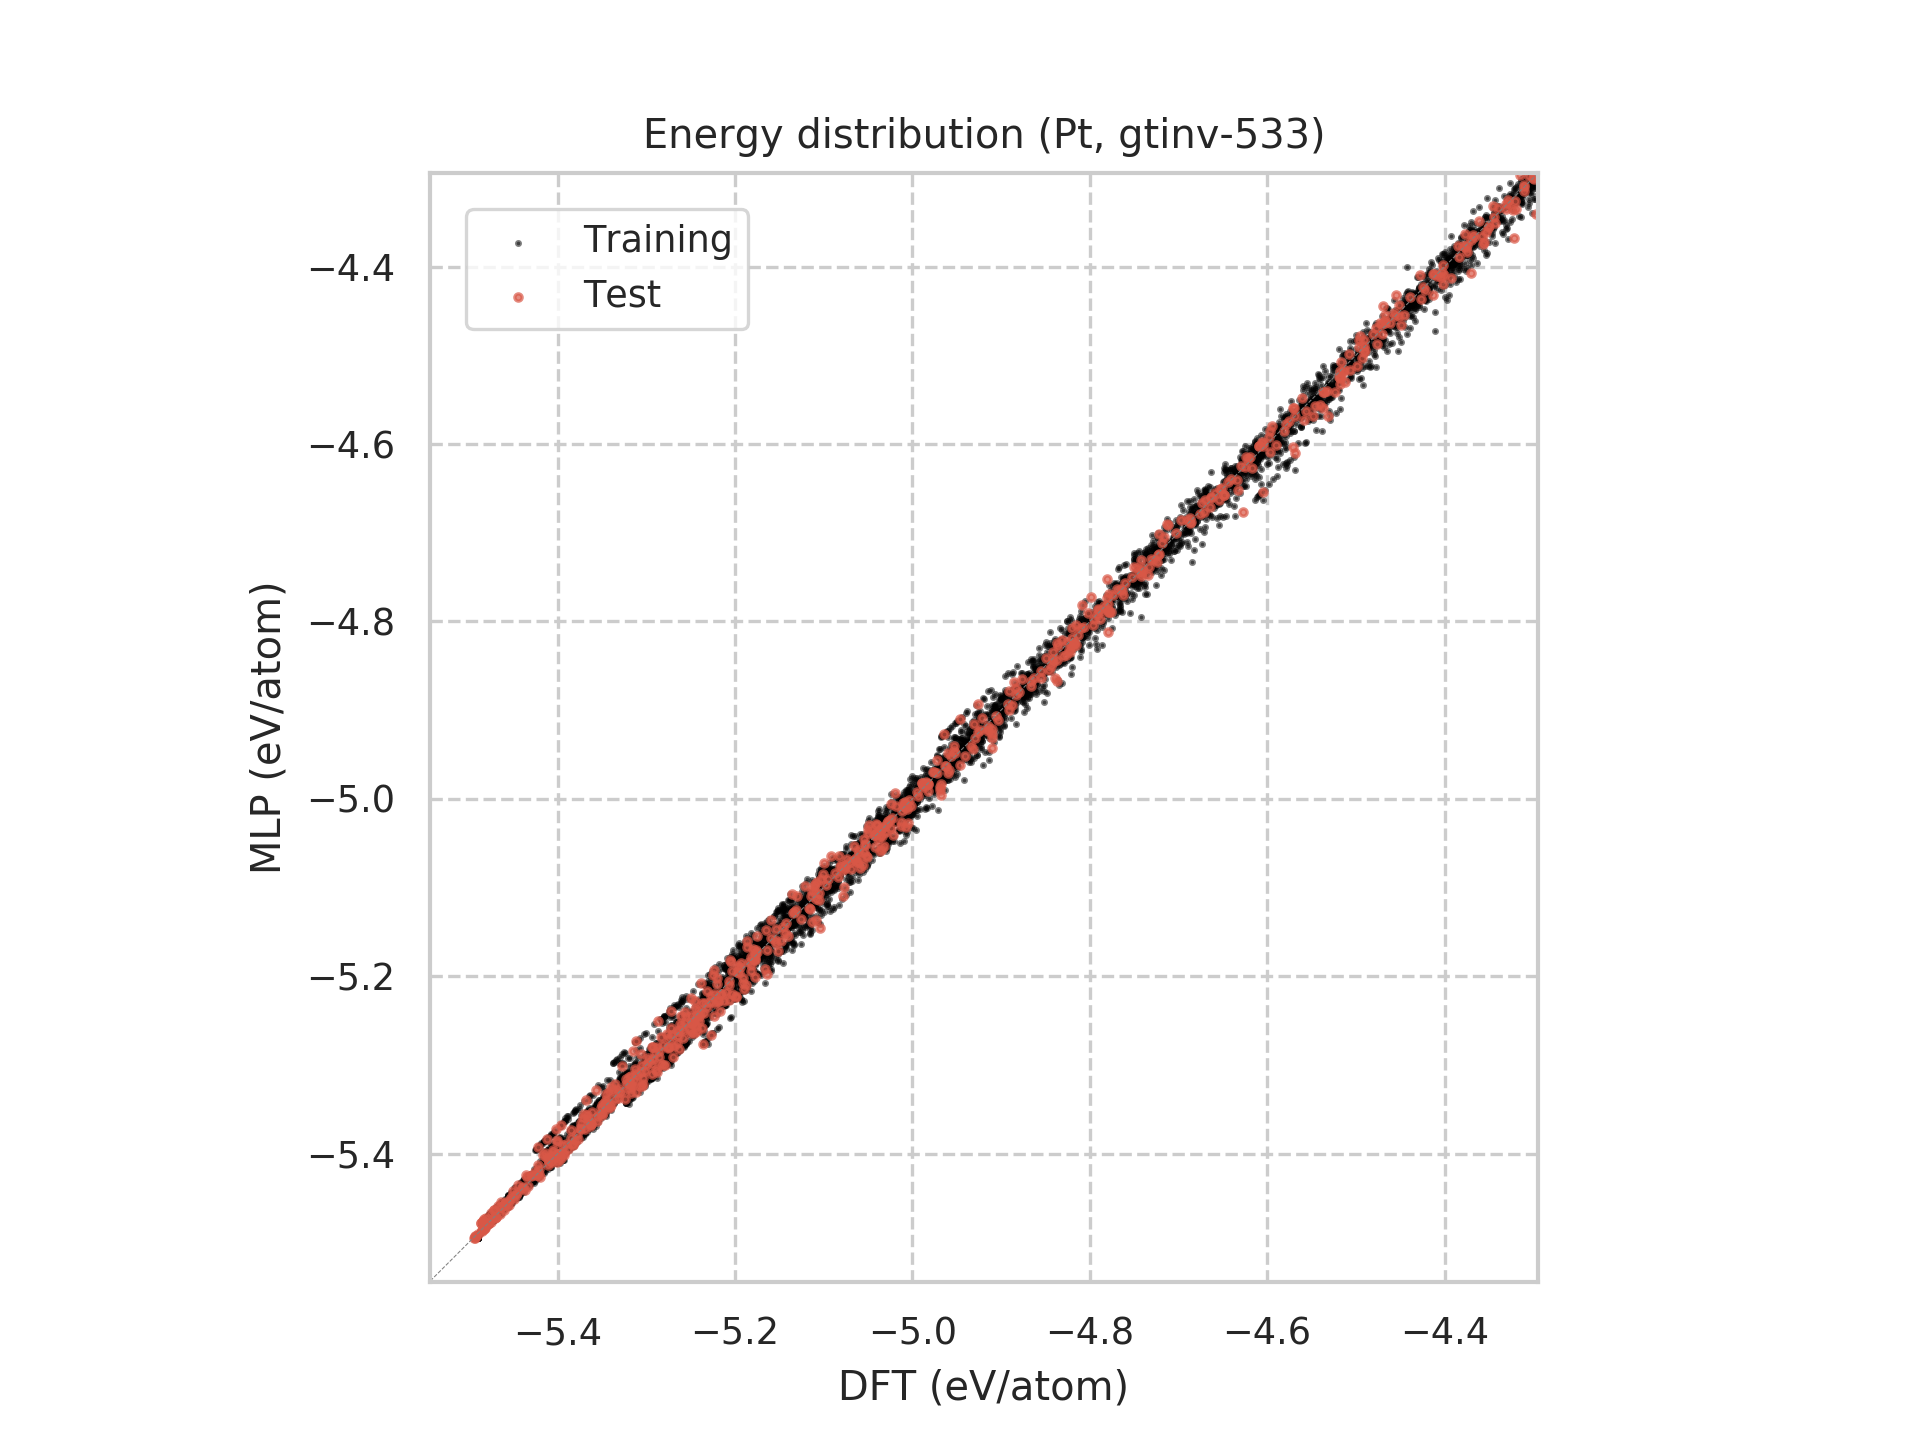 Energy distribution (Pt, gtinv-533)
Training
Test
−4.4
−4.6
−4.8
−5.0
−5.2
−5.4
MLP (eV/atom)
−5.4 −5.2 −5.0 −4.8 −4.6 −4.4
DFT (eV/atom)